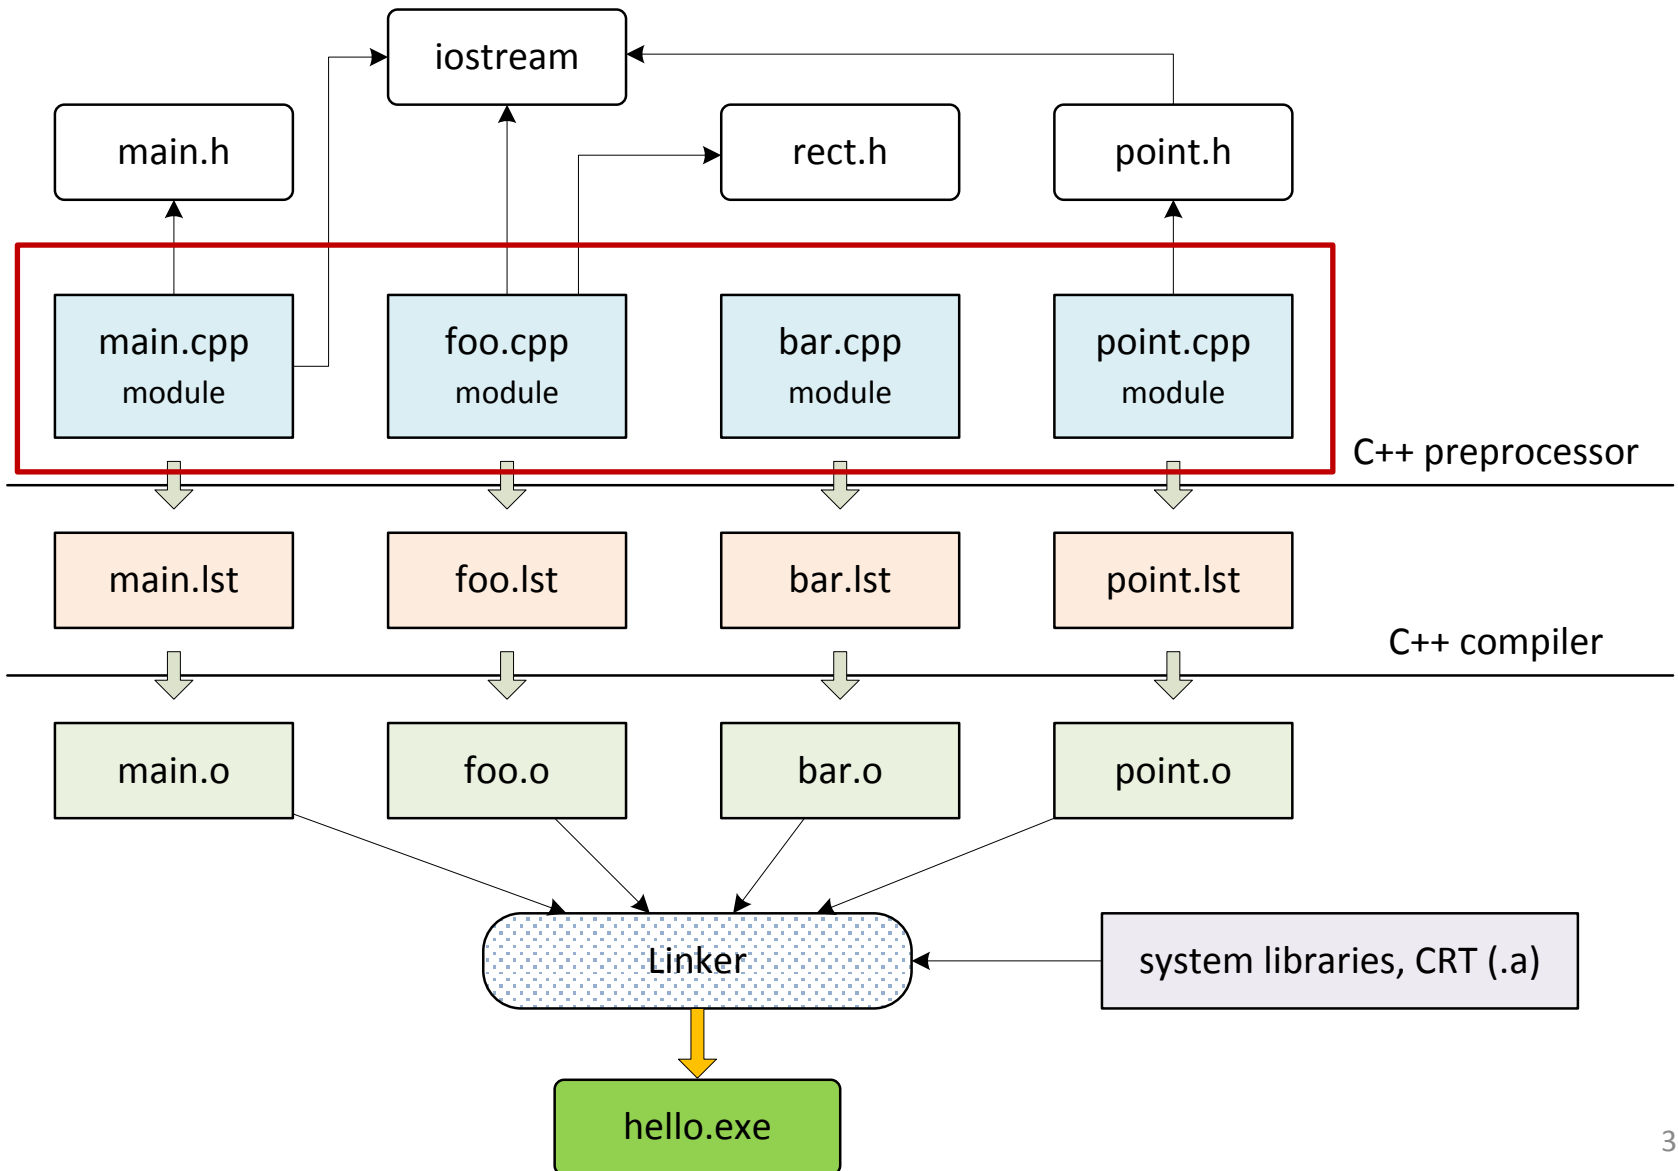 iostream
main.h
rect.h
point.h
main.cpp
module
foo.cpp
module
bar.cpp
module
point.cpp
module
C++ preprocessor
main.lst
foo.lst
bar.lst
point.lst
C++ compiler
main.o
foo.o
bar.o
point.o
Linker
system libraries, CRT (.a)
hello.exe
3